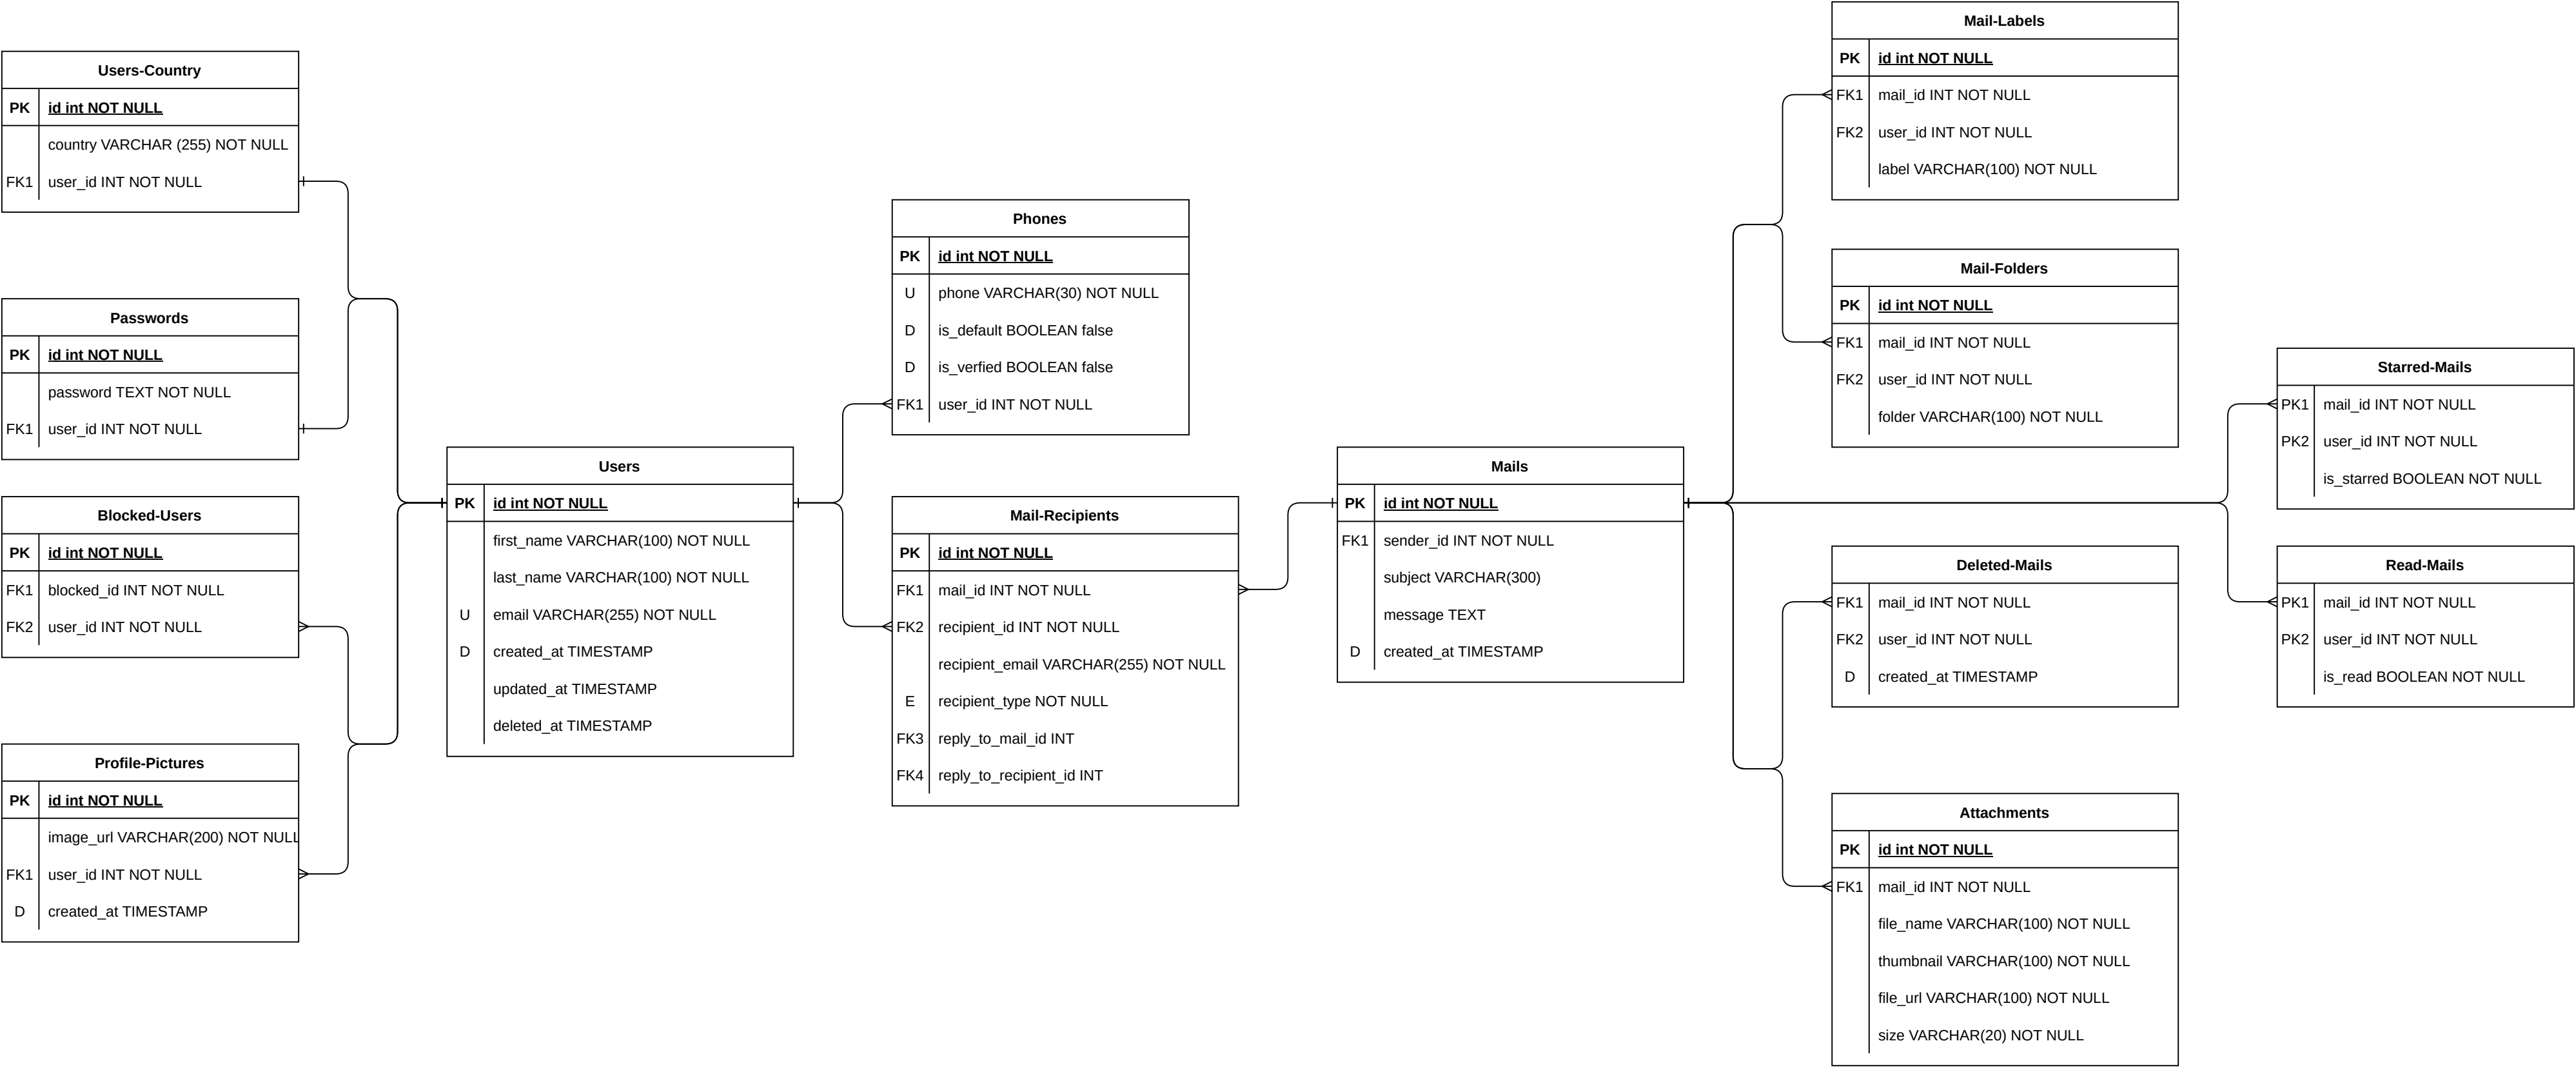 Users-Country
PK id int NOT NULL
country VARCHAR (255) NOT NULL
FK1 user_id INT NOT NULL
Passwords
PK id int NOT NULL
password TEXT NOT NULL
FK1 user_id INT NOT NULL
Blocked-Users
PK id int NOT NULL
FK1 blocked_id INT NOT NULL
FK2 user_id INT NOT NULL
Profile-Pictures
PK id int NOT NULL
image_url VARCHAR(200) NOT NULL
FK1 user_id INT NOT NULL
D created_at TIMESTAMP
Users
PK id int NOT NULL
first_name VARCHAR(100) NOT NULL
last_name VARCHAR(100) NOT NULL
U email VARCHAR(255) NOT NULL
D created_at TIMESTAMP
updated_at TIMESTAMP
deleted_at TIMESTAMP
Phones
PK id int NOT NULL
U phone VARCHAR(30) NOT NULL
D is_default BOOLEAN false
D is_verfied BOOLEAN false
FK1 user_id INT NOT NULL
Mail-Recipients
PK id int NOT NULL
FK1 mail_id INT NOT NULL
FK2 recipient_id INT NOT NULL
recipient_email VARCHAR(255) NOT NULL
E recipient_type NOT NULL
FK3 reply_to_mail_id INT
FK4 reply_to_recipient_id INT
Mails
PK id int NOT NULL
FK1 sender_id INT NOT NULL
subject VARCHAR(300)
message TEXT
D created_at TIMESTAMP
Mail-Labels
PK id int NOT NULL
FK1 mail_id INT NOT NULL
FK2 user_id INT NOT NULL
label VARCHAR(100) NOT NULL
Mail-Folders
PK id int NOT NULL
FK1 mail_id INT NOT NULL
FK2 user_id INT NOT NULL
folder VARCHAR(100) NOT NULL
Deleted-Mails
FK1 mail_id INT NOT NULL
FK2 user_id INT NOT NULL
D created_at TIMESTAMP
Attachments
PK id int NOT NULL
FK1 mail_id INT NOT NULL
file_name VARCHAR(100) NOT NULL
thumbnail VARCHAR(100) NOT NULL
file_url VARCHAR(100) NOT NULL
size VARCHAR(20) NOT NULL
Starred-Mails
PK1 mail_id INT NOT NULL
PK2 user_id INT NOT NULL
is_starred BOOLEAN NOT NULL
Read-Mails
PK1 mail_id INT NOT NULL
PK2 user_id INT NOT NULL
is_read BOOLEAN NOT NULL